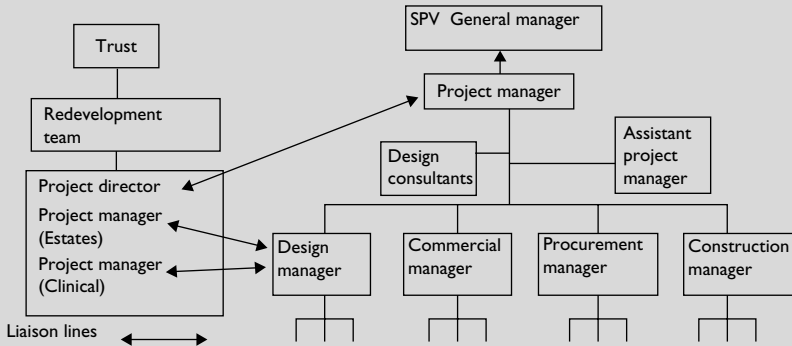 SPV General manager
Trust
Project manager
Redevelopment
team
Assistant
project
manager
Design
consultants
Project director
Project manager
(Estates)
Project manager
(Clinical)
Design
manager
Commercial
manager
Procurement
manager
Construction
manager
Liaison lines